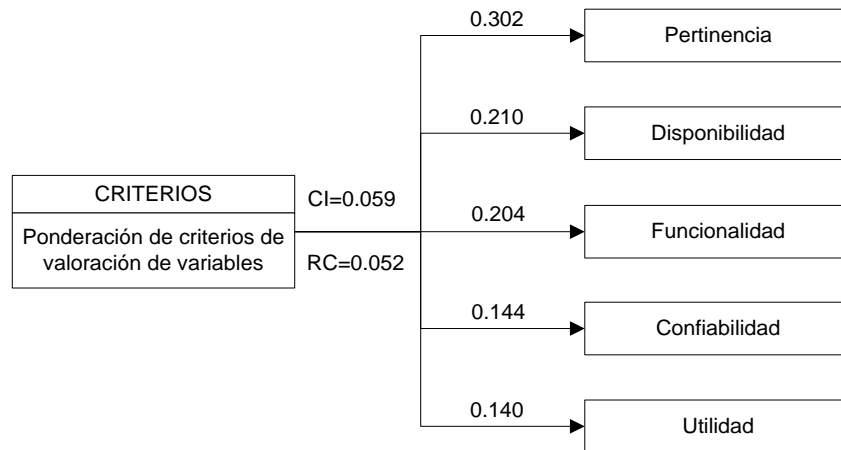 0.302
Pertinencia
0.210
Disponibilidad
CRITERIOS
Ponderación de criterios de
valoración de variables
CI=0.059
RC=0.052
0.204
Funcionalidad
0.144
Confiabilidad
0.140
Utilidad